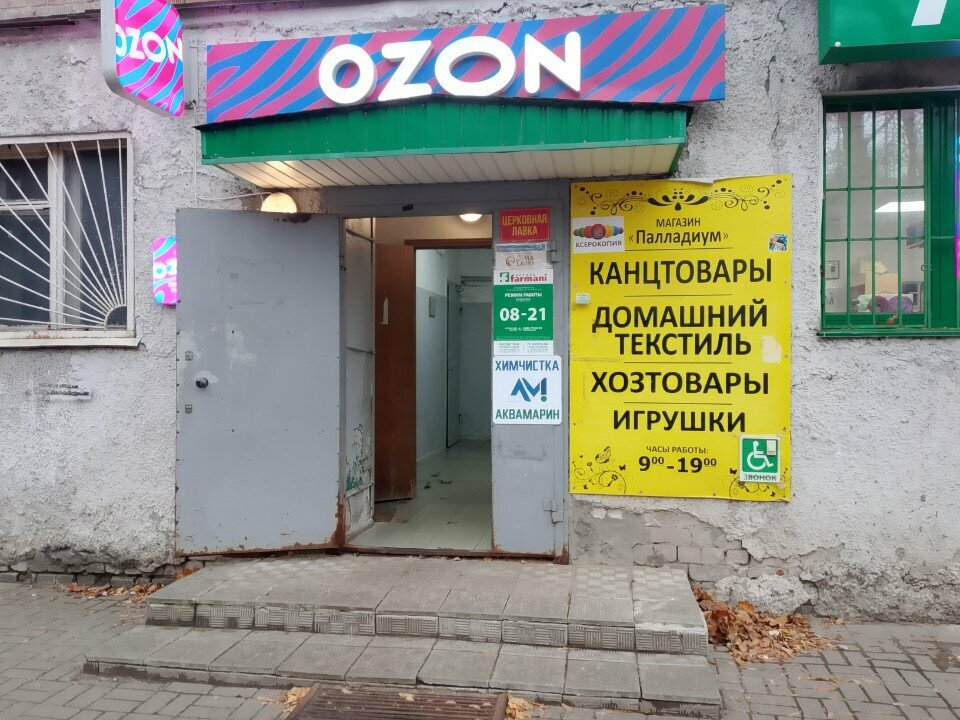 OZON
OZON
ЦЕРКОВНАЯ
ЛАВКА
farmani
РЕЖИМ РАБОТЫ
08-21
ХИМЧИСТКА
АКВАМАРИН
КСЕРОКОПИЯ
МАГАЗИН
«Палладиум»
КАНЦТОВАРЫ
ДОМАШНИЙ
ТЕКСТИЛЬ
ХОЗТОВАРЫ
ИГРУШКИ
ЧАСЫ РАБОТЫ:
9⁰⁰-19⁰⁰
ЗВОНОК